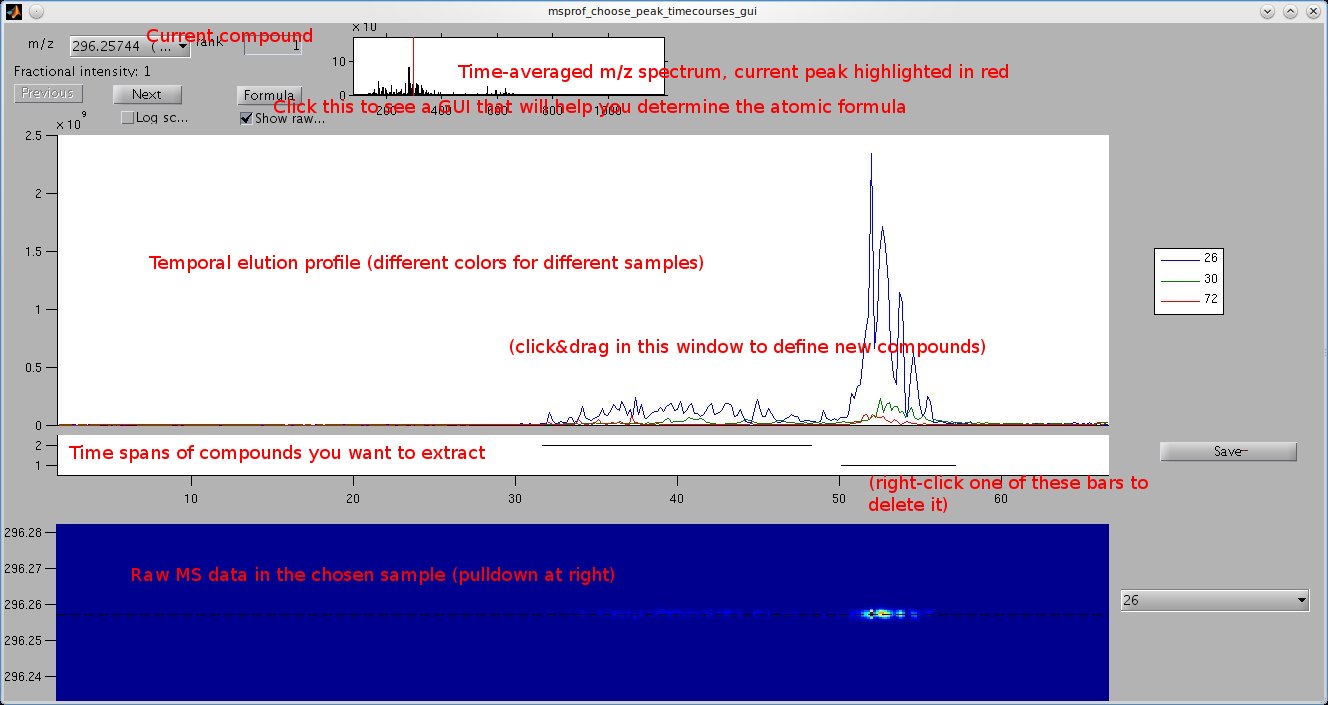 msprof_choose_peak_timecourses_gui
m/z 296.25744 (... rank 1
Current compound
Fractional intensity: 1
Previous Next Formula
Log sc... Show raw...
× 10
10
0
200 400 600 800 1000
Time-averaged m/z spectrum, current peak highlighted in red
Click this to see a GUI that will help you determine the atomic formula
× 10 9
2.5
2
1.5
1
0.5
0
Temporal elution profile (different colors for different samples)
(click&drag in this window to define new compounds)
26
30
72
2
1
Time spans of compounds you want to extract
Save
10 20 30 40 50 60
(right-click one of these bars to
delete it)
296.28
296.27
296.26
296.25
296.24
Raw MS data in the chosen sample (pulldown at right)
26